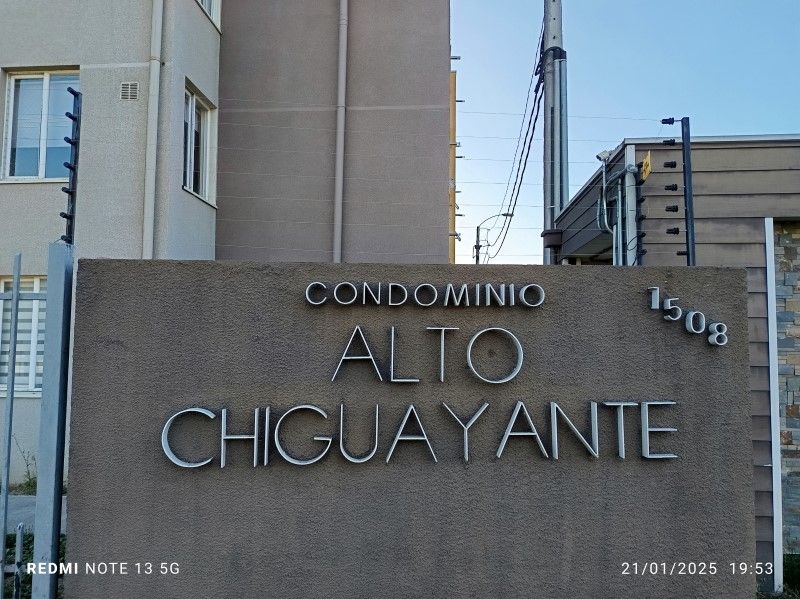 CONDOMINIO
1508
ALTO
CHIGUAYANTE
REDMI NOTE 13 5G
21/01/2025 19:53